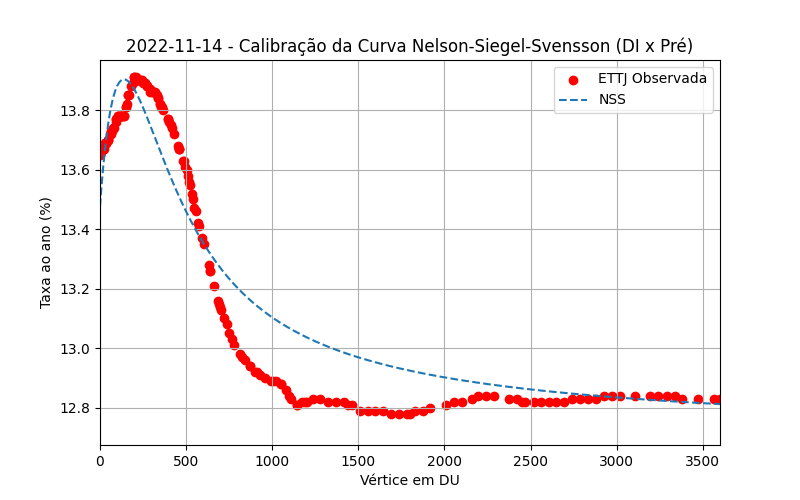 2022-11-14 - Calibração da Curva Nelson-Siegel-Svensson (DI x Pré)
ETTJ Observada
NSS
Taxa ao ano (%)
13.8
13.6
13.4
13.2
13.0
12.8
0 500 1000 1500 2000 2500 3000 3500
Vértice em DU